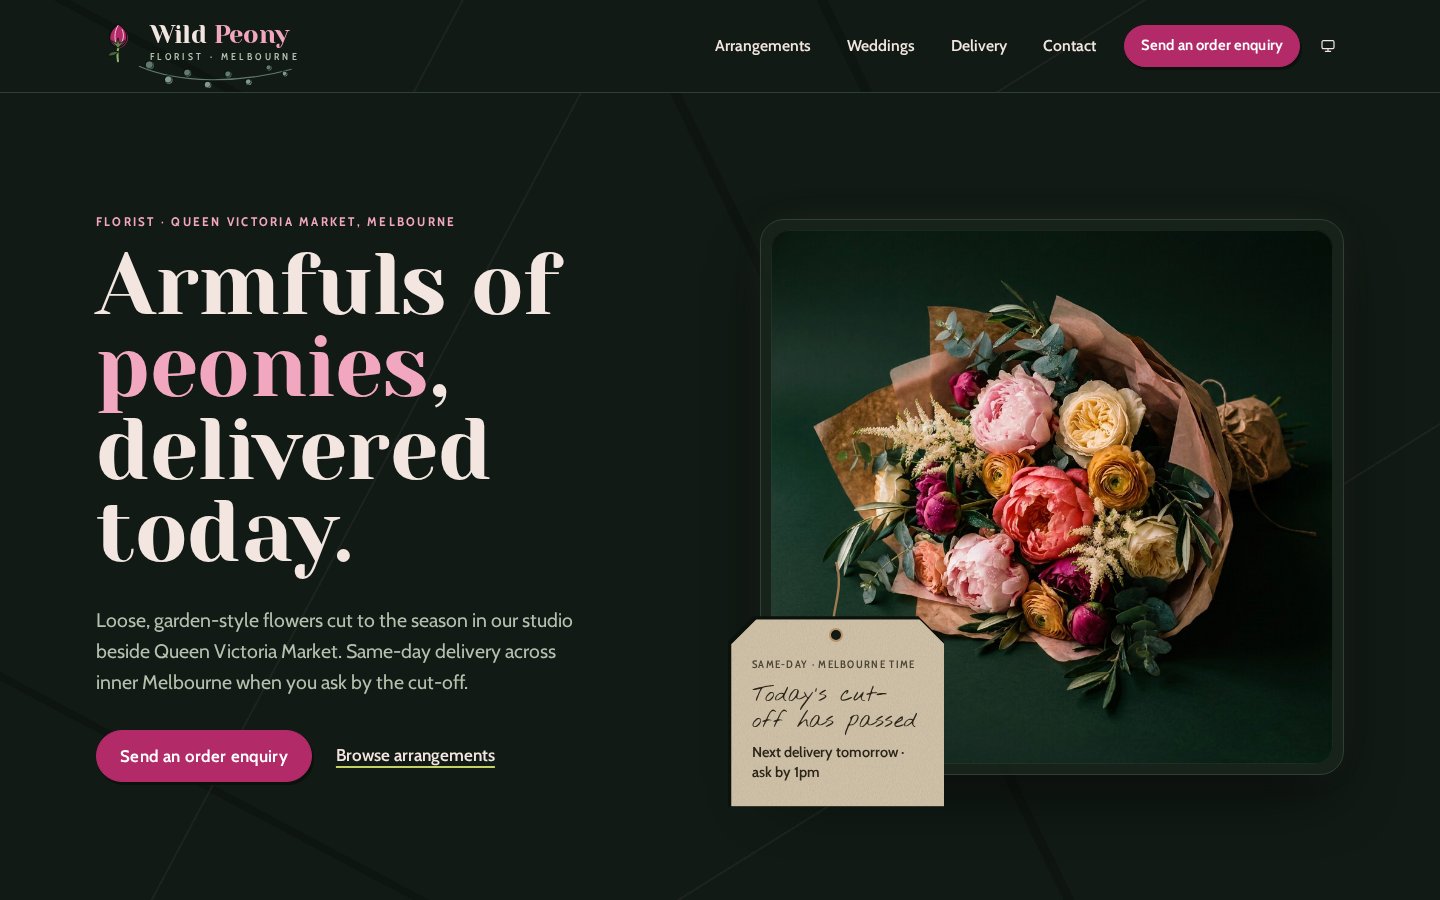 Wild Peony
FLORIST · MELBOURNE
Arrangements
Weddings
Delivery
Contact
Send an order enquiry
FLORIST · QUEEN VICTORIA MARKET, MELBOURNE
Armfuls of
peonies,
delivered
today.
Loose, garden-style flowers cut to the season in our studio
beside Queen Victoria Market. Same-day delivery across
inner Melbourne when you ask by the cut-off.
Send an order enquiry
Browse arrangements
SAME-DAY · MELBOURNE TIME
Today's cut-
off has passed
Next delivery tomorrow ·
ask by 1pm